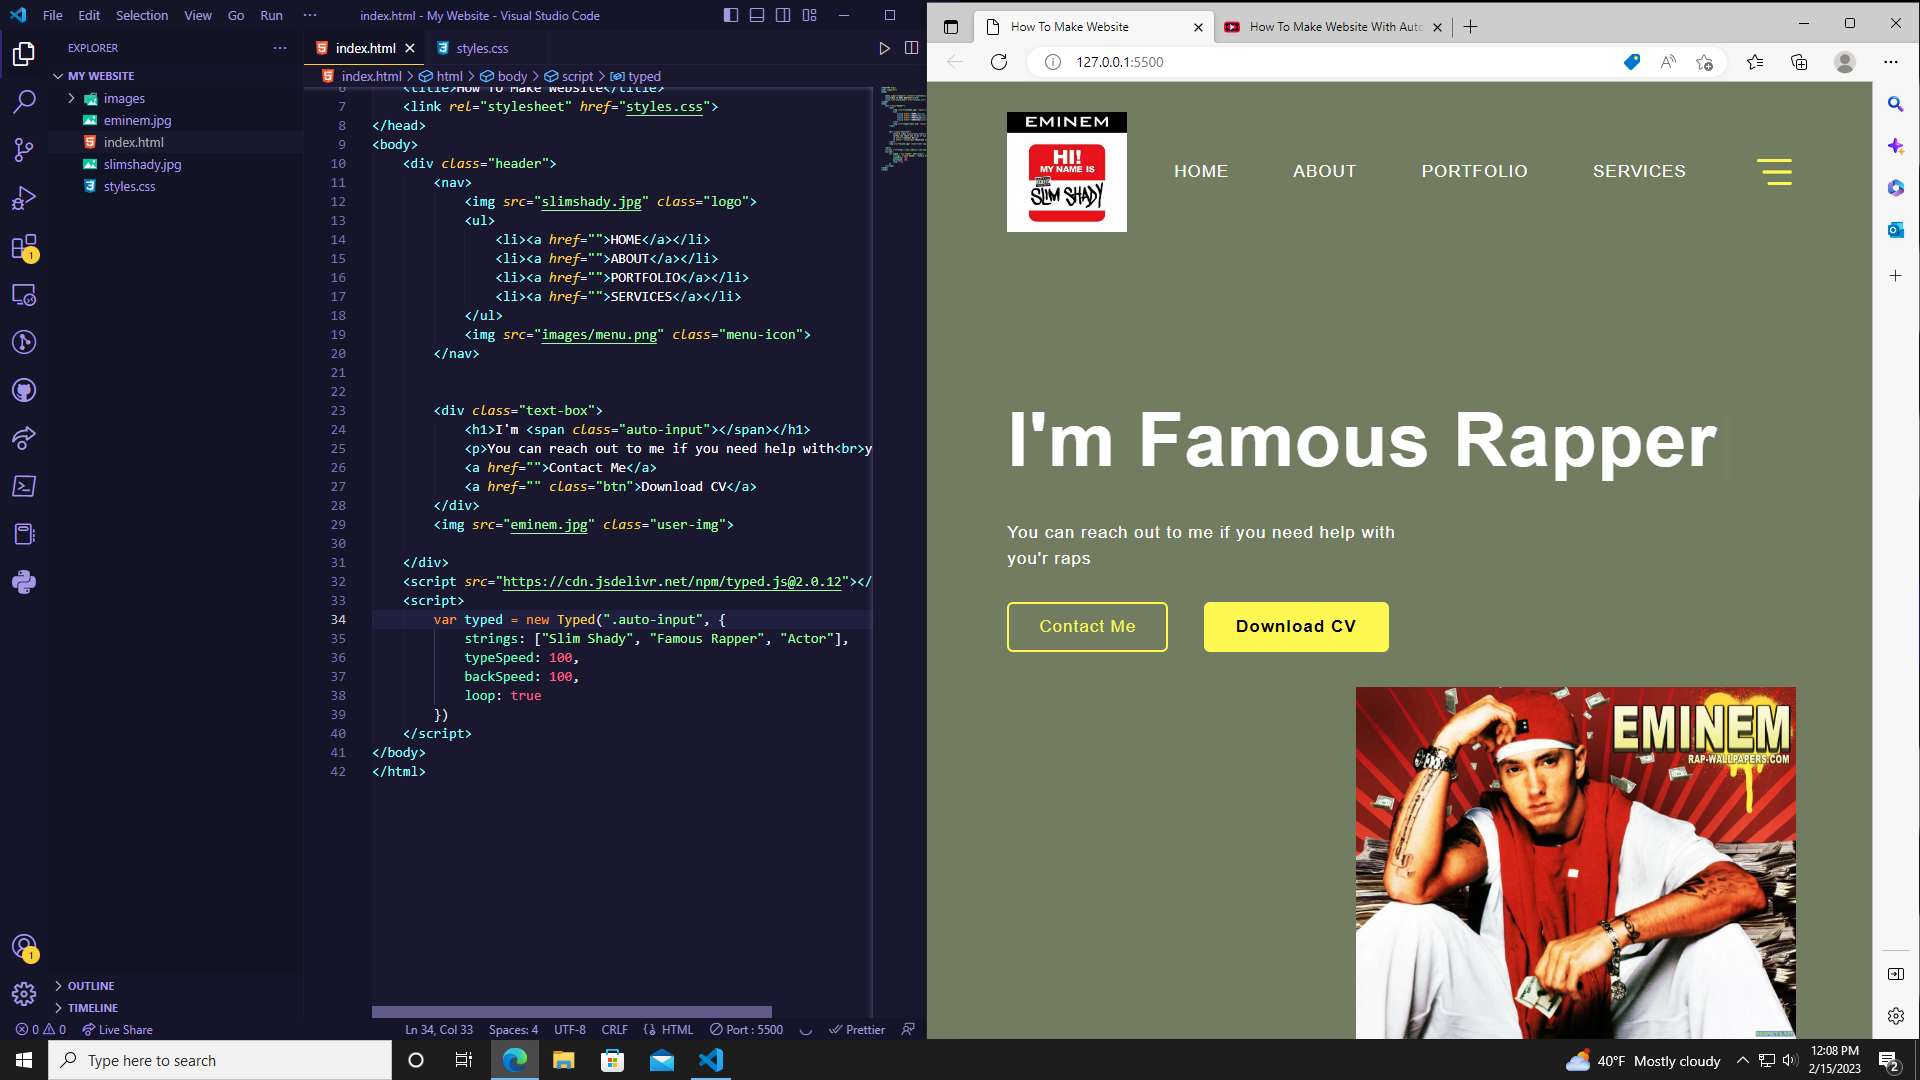 File Edit Selection View Go Run ··· index.html - My Website - Visual Studio Code
EXPLORER
MY WEBSITE
images
eminem.jpg
index.html
slimshady.jpg
styles.css
OUTLINE
TIMELINE
index.html styles.css
index.html > html > body > script > typed
6 <title>How To Make Website</title>
7 <link rel="stylesheet" href="styles.css">
8 </head>
9 <body>
10 <div class="header">
11 <nav>
12 <img src="slimshady.jpg" class="logo">
13 <ul>
14 <li><a href="">HOME</a></li>
15 <li><a href="">ABOUT</a></li>
16 <li><a href="">PORTFOLIO</a></li>
17 <li><a href="">SERVICES</a></li>
18 </ul>
19 <img src="images/menu.png" class="menu-icon">
20 </nav>
21
22
23 <div class="text-box">
24 <h1>I'm <span class="auto-input"></span></h1>
25 <p>You can reach out to me if you need help with<br>y
26 <a href="">Contact Me</a>
27 <a href="" class="btn">Download CV</a>
28 </div>
29 <img src="eminem.jpg" class="user-img">
30
31 </div>
32 <script src="https://cdn.jsdelivr.net/npm/typed.js@2.0.12"></
33 <script>
34 var typed = new Typed(".auto-input", {
35 strings: ["Slim Shady", "Famous Rapper", "Actor"],
36 typeSpeed: 100,
37 backSpeed: 100,
38 loop: true
39 })
40 </script>
41 </body>
42 </html>
0 0 Live Share Ln 34, Col 33 Spaces: 4 UTF-8 CRLF HTML Port : 5500 Prettier
1
1
How To Make Website How To Make Website With Auto
127.0.0.1:5500
EMINEM
HI!
MY NAME IS
SLIM SHADY
HOME ABOUT PORTFOLIO SERVICES
I'm Famous Rapper
You can reach out to me if you need help with
you'r raps
Contact Me Download CV
EMINEM
RAP-WALLPAPERS.COM
Type here to search
40°F Mostly cloudy
12:08 PM
2/15/2023
2